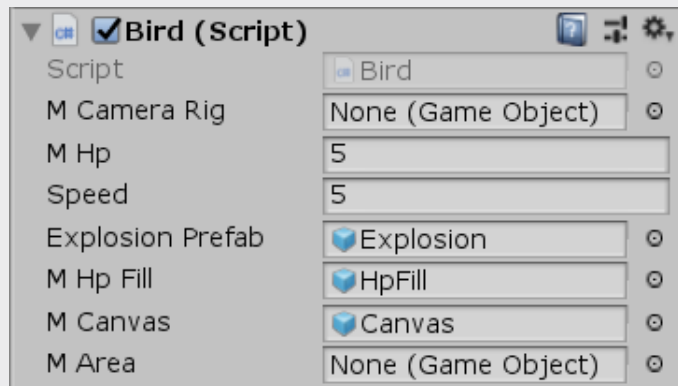 c# Bird (Script)
Script c# Bird
M Camera Rig None (Game Object)
M Hp 5
Speed 5
Explosion Prefab Explosion
M Hp Fill HpFill
M Canvas Canvas
M Area None (Game Object)